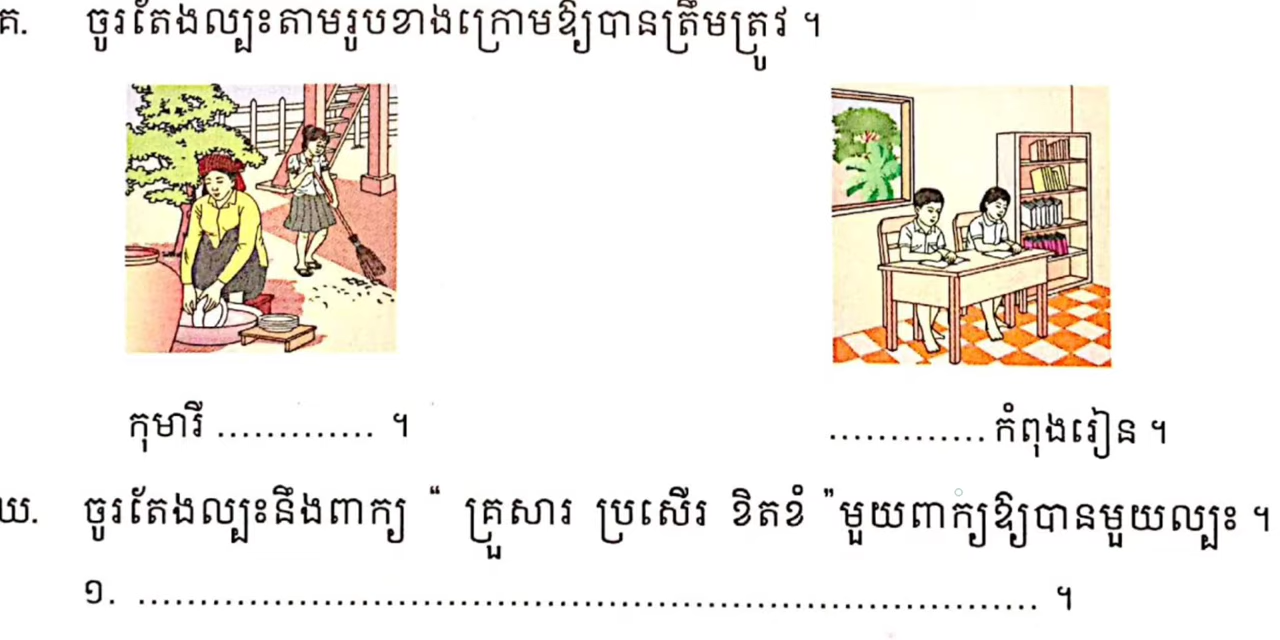 គ. ចូរតែងល្បះតាមរូបខាងក្រោមឱ្យបានត្រឹមត្រូវ ។
កុមារី ............. ។
............. កំពុងរៀន ។
ឃ. ចូរតែងល្បះនឹងពាក្យ “ គ្រួសារ ប្រសើរ ខិតខំ ” មួយពាក្យឱ្យបានមួយល្បះ ។
១. .......................................................................... ។